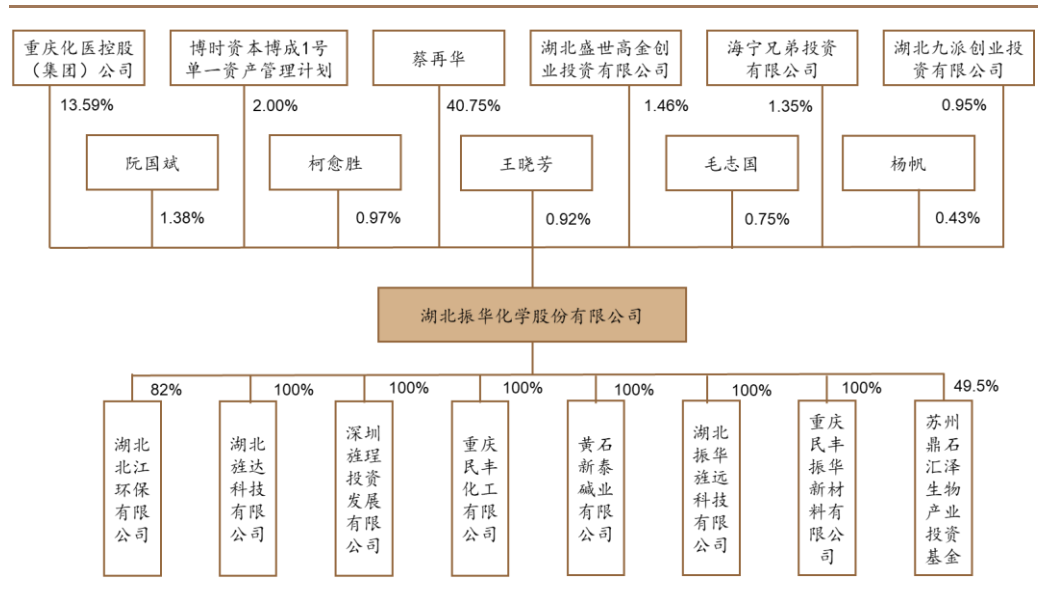 重庆化医控股
（集团）公司
博时资本博成1号
单一资产管理计划
蔡再华
湖北盛世高金创
业投资有限公司
海宁兄弟投资
有限公司
湖北九派创业投
资有限公司
13.59%
2.00%
40.75%
1.46%
1.35%
0.95%
阮国斌
柯愈胜
王晓芳
毛志国
杨帆
1.38%
0.97%
0.92%
0.75%
0.43%
湖北振华化学股份有限公司
82%
100%
100%
100%
100%
100%
100%
49.5%
湖北
北江
环保
有限
公司
湖北
旌达
科技
有限
公司
深圳
旌珵
投资
发展
有限
公司
重庆
民丰
化工
有限
公司
黄石
新泰
碱业
有限
公司
湖北
振华
旌远
科技
有限
公司
重庆
民丰
振华
新材
料有
限公
司
苏州
鼎石
汇泽
生物
产业
投资
基金